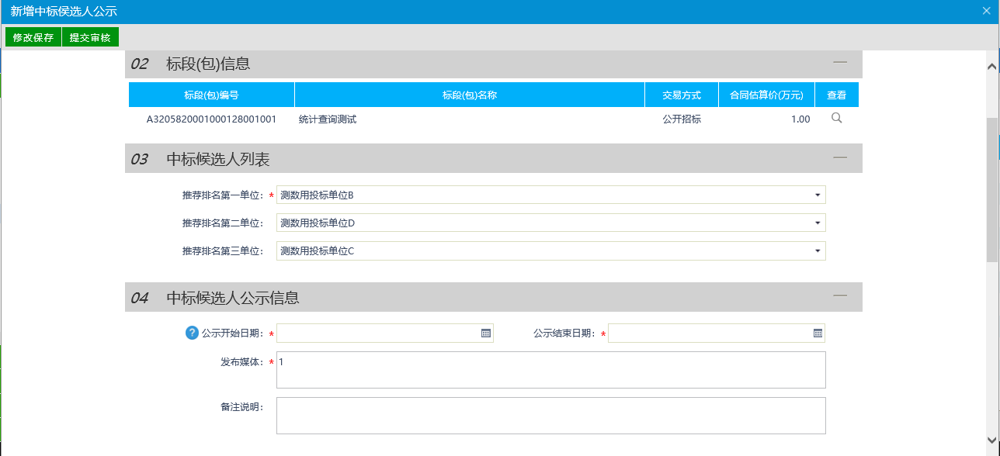 新增中标侯选人公示
修改保存 提交审核
02 标段(包)信息
标段(包)编号 标段(包)名称 交易方式 合同估算价(万元) 查看
A3205820001000128001001 统计查询测试 公开招标 1.00
03 中标候选人列表
推荐排名第一单位: * 测数用投标单位B
推荐排名第二单位: 测数用投标单位D
推荐排名第三单位: 测数用投标单位C
04 中标候选人公示信息
? 公示开始日期: * 公示结束日期: *
发布媒体: * 1
备注说明: